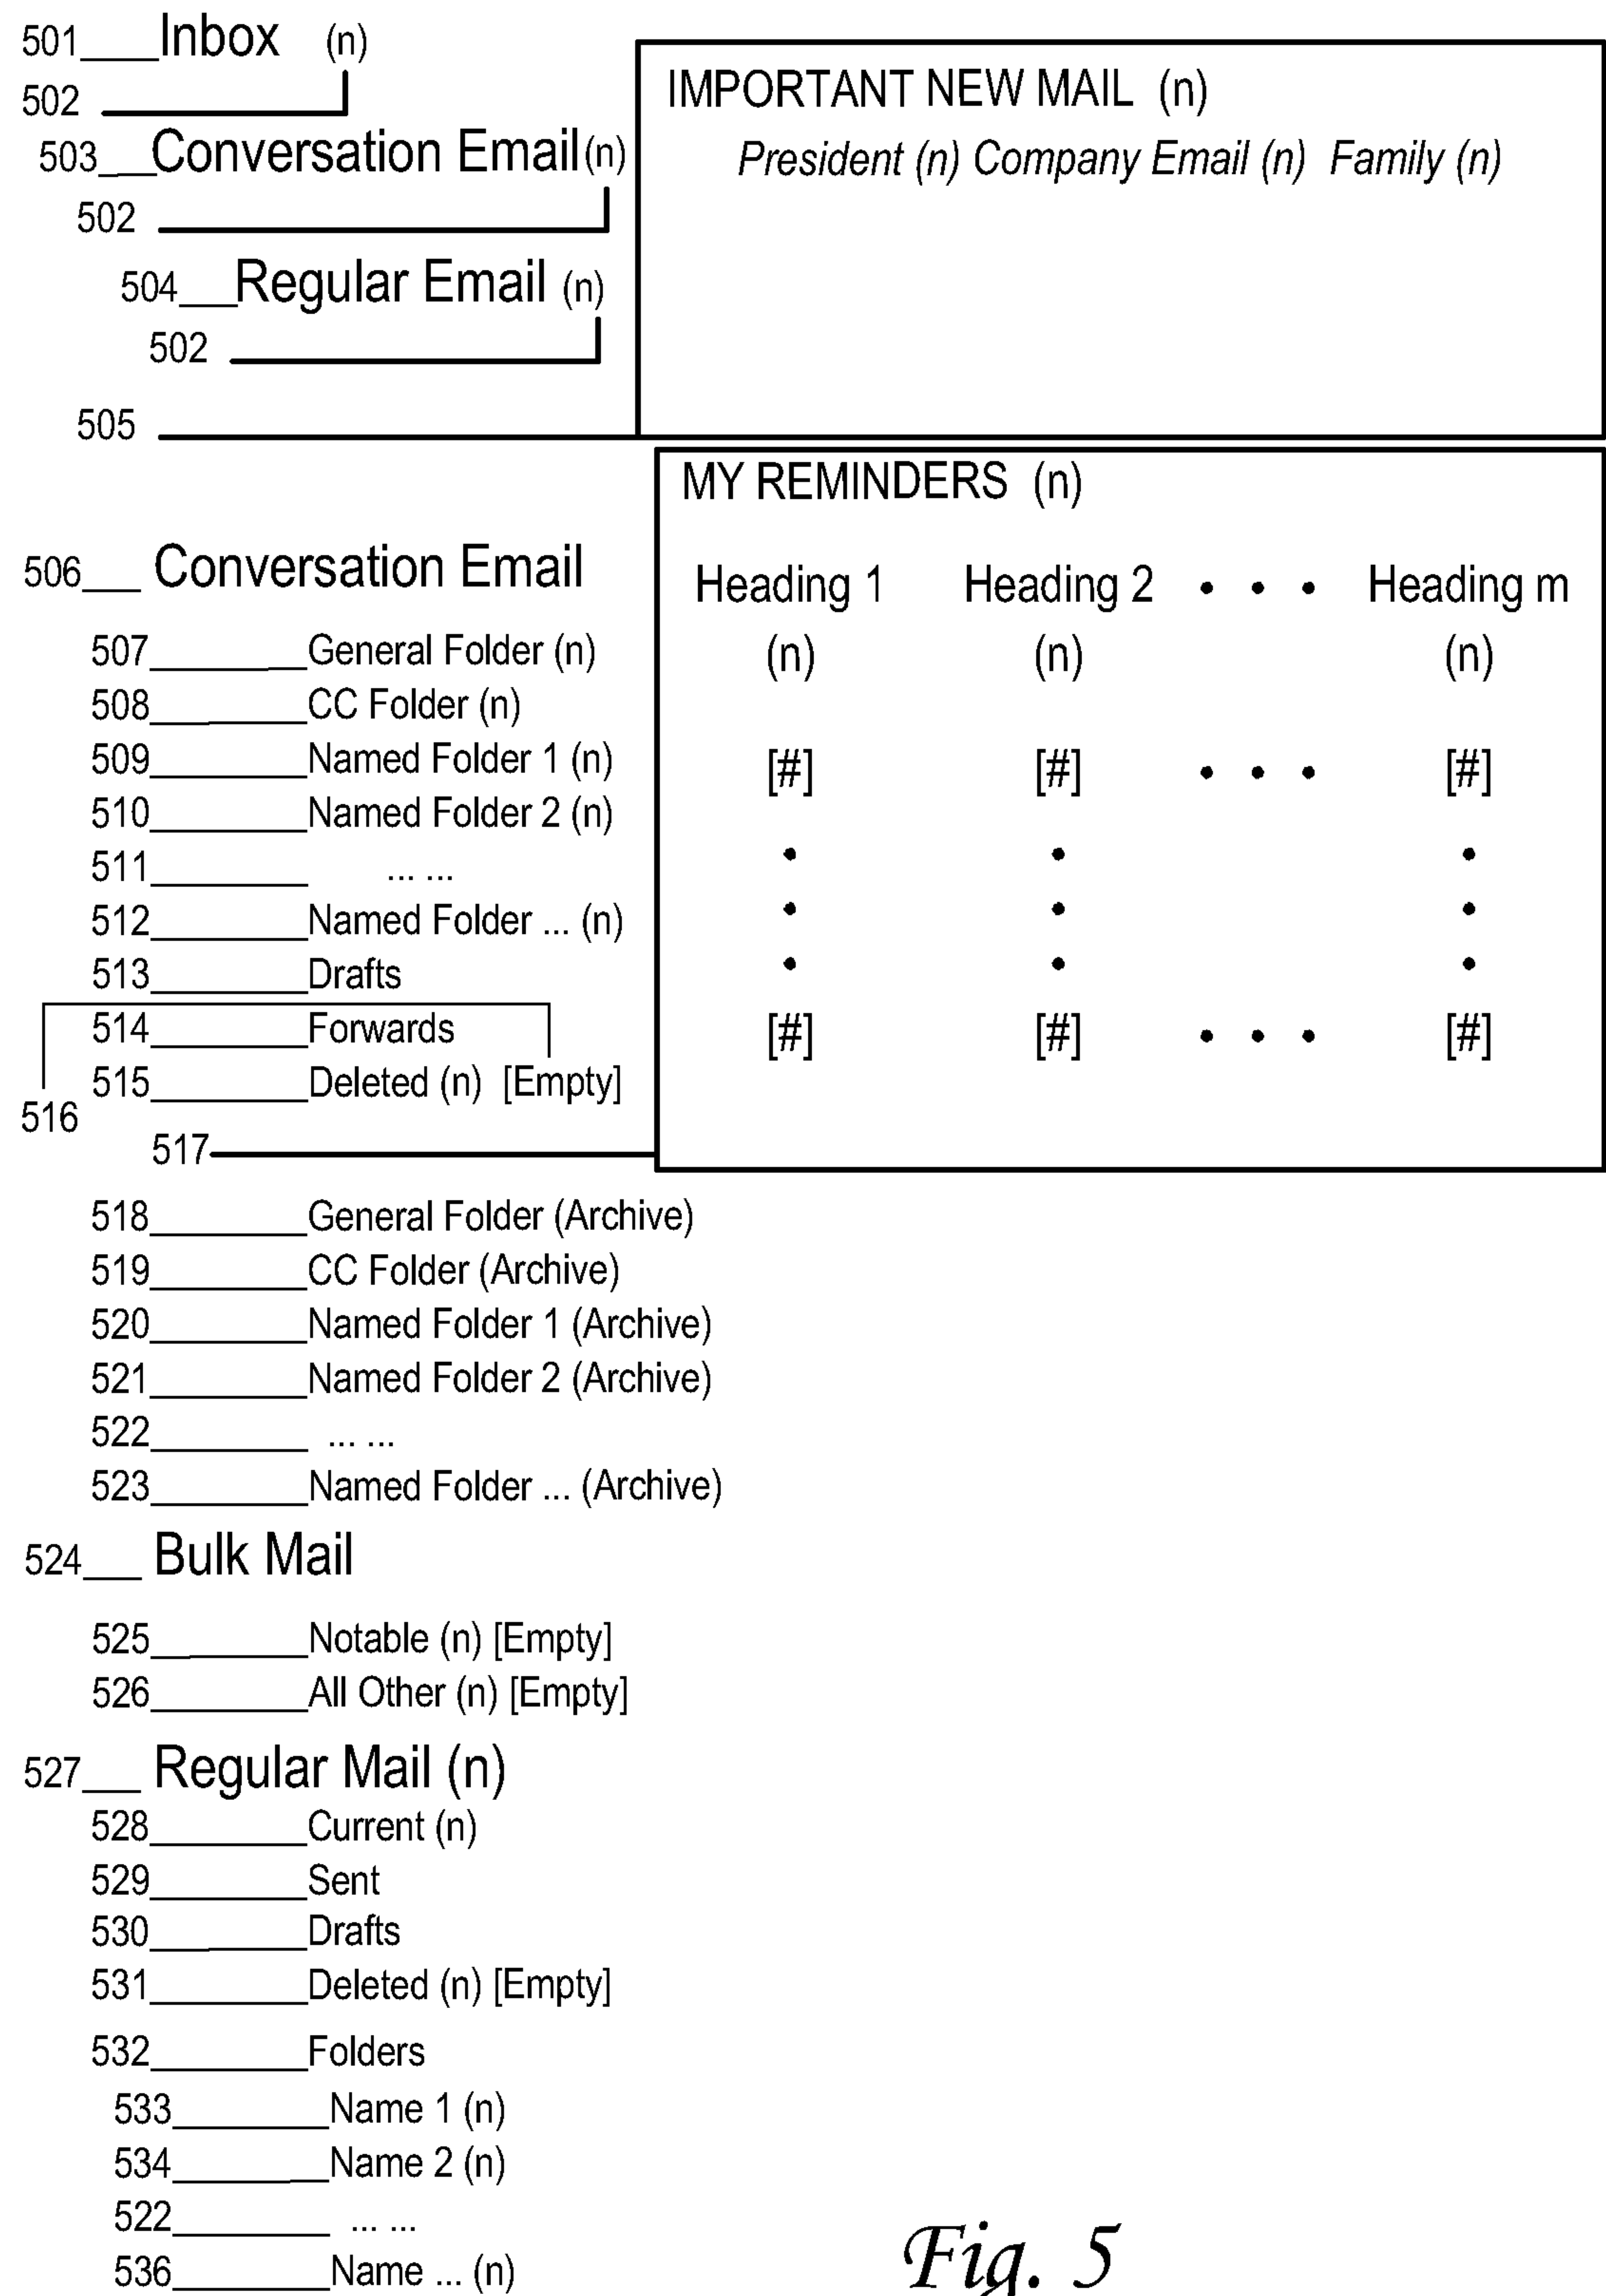 501 Inbox (n)
502
503 Conversation Email (n)
502
504 Regular Email (n)
502
505
IMPORTANT NEW MAIL (n)
President (n) Company Email (n) Family (n)
MY REMINDERS (n)
Heading 1 Heading 2 • • • Heading m
(n) (n) (n)
[#] [#] • • • [#]
• • •
• • •
• • •
[#] [#] • • • [#]
506 Conversation Email
507 General Folder (n)
508 CC Folder (n)
509 Named Folder 1 (n)
510 Named Folder 2 (n)
511 ... ...
512 Named Folder ... (n)
513 Drafts
514 Forwards
515 Deleted (n) [Empty]
516
517
518 General Folder (Archive)
519 CC Folder (Archive)
520 Named Folder 1 (Archive)
521 Named Folder 2 (Archive)
522 ... ...
523 Named Folder ... (Archive)
524 Bulk Mail
525 Notable (n) [Empty]
526 All Other (n) [Empty]
527 Regular Mail (n)
528 Current (n)
529 Sent
530 Drafts
531 Deleted (n) [Empty]
532 Folders
533 Name 1 (n)
534 Name 2 (n)
522 ... ...
536 Name ... (n)
Fig. 5